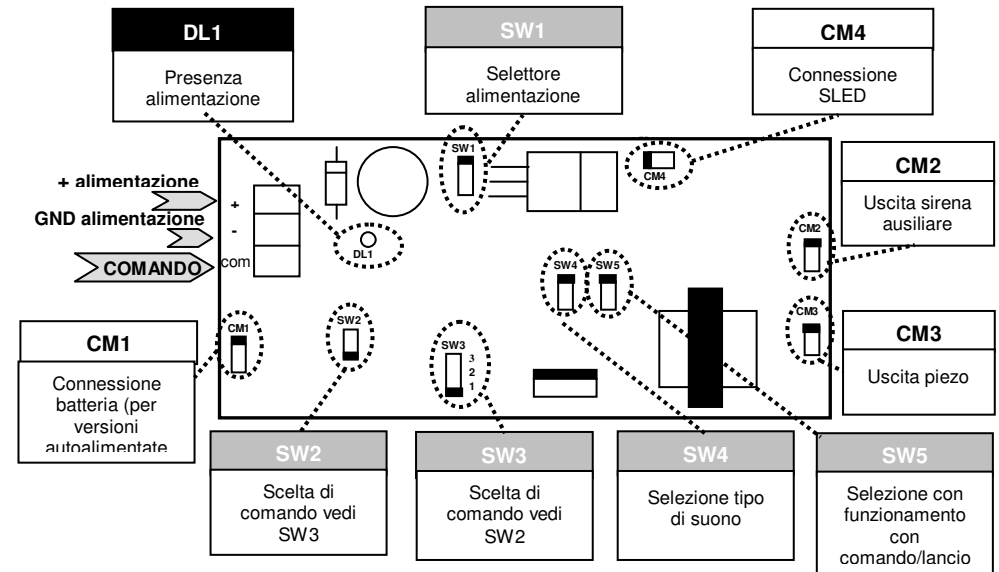 DL1
Presenza
alimentazione
SW1
Selettore
alimentazione
CM4
Connessione
SLED
+ alimentazione
GND alimentazione
COMANDO
+
-
com
DL1
SW1
CM4
CM2
Uscita sirena
ausiliare
CM2
SW4
SW5
CM1
SW2
SW3
3
2
1
CM3
CM3
Uscita piezo
CM1
Connessione
batteria (per
versioni
autoalimentate
SW2
Scelta di
comando vedi
SW3
SW3
Scelta di
comando vedi
SW2
SW4
Selezione tipo
di suono
SW5
Selezione con
funzionamento
con
comando/lancio